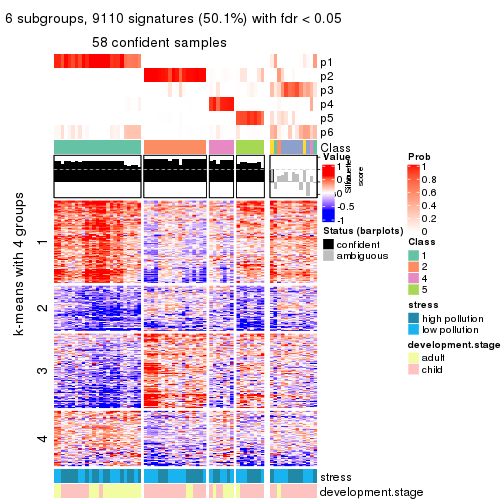 6 subgroups, 9110 signatures (50.1%) with fdr < 0.05
58 confident samples
p1
p2
p3
p4
p5
p6
Class
Silhouette
score
k-means with 4 groups
1
2
3
4
stress
development.stage
Value
1
0.5
0
-0.5
-1
Status (barplots)
confident
ambiguous
Prob
1
0.8
0.6
0.4
0.2
0
Class
1
2
4
5
stress
high pollution
low pollution
development.stage
adult
child